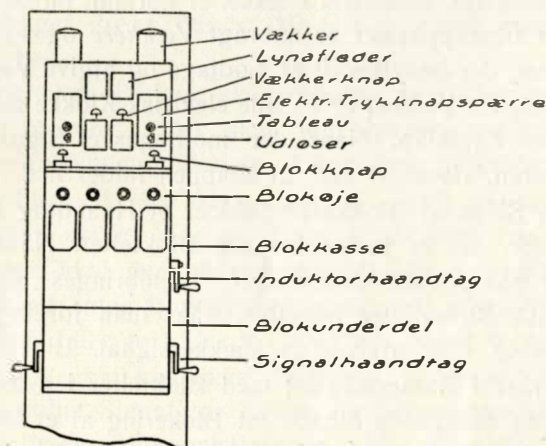 Vækker
Lynafleder
Vækkerknap
Elektr. Trykknapspærre
Tableau
Udløser
Blokknap
Blokøje
Blokkasse
Induktorhaandtag
Blokunderdel
Signalhaandtag